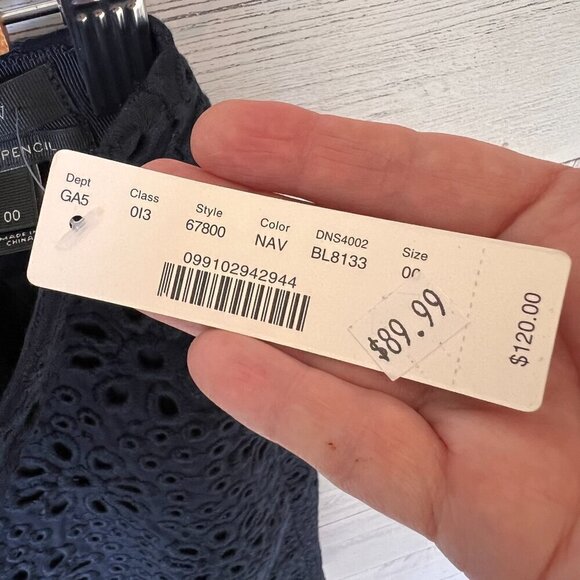 PENCIL
00
MADE IN
CHINA
Dept Class Style Color DNS4002 Size
GA5 0I3 67800 NAV BL8133 00
099102942944
$89.99
$120.00